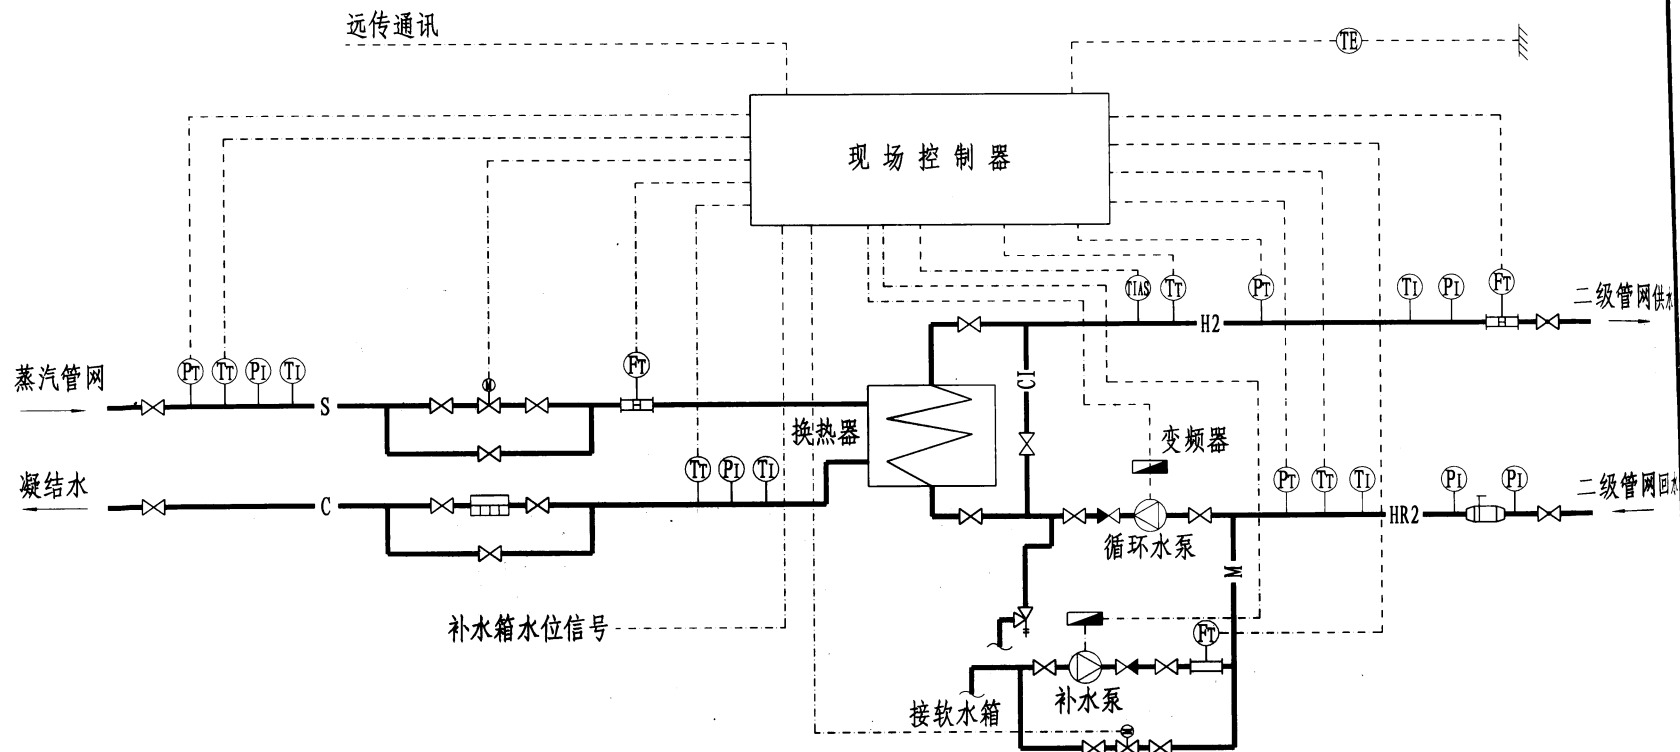 远传通讯
TE
现场控制器
TIAS TT PT TI PI FT
二级管网供水
H2
蒸汽管网
PT TT PI TI
M
FT
S
CI
换热器
变频器
凝结水
C
TT PI TI
PT TT TI
PI PI
二级管网回水
HR2
循环水泵
M
补水箱水位信号
FT
补水泵
接软水箱